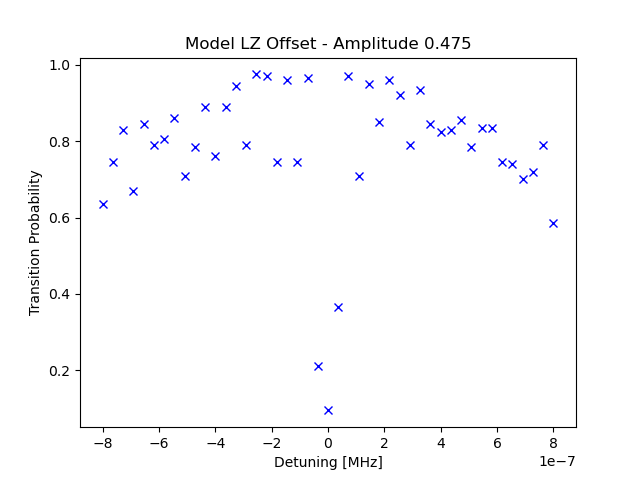 Model LZ Offset - Amplitude 0.475
1.0
0.8
0.6
0.4
0.2
Transition Probability
−8 −6 −4 −2 0 2 4 6 8
1e−7
Detuning [MHz]